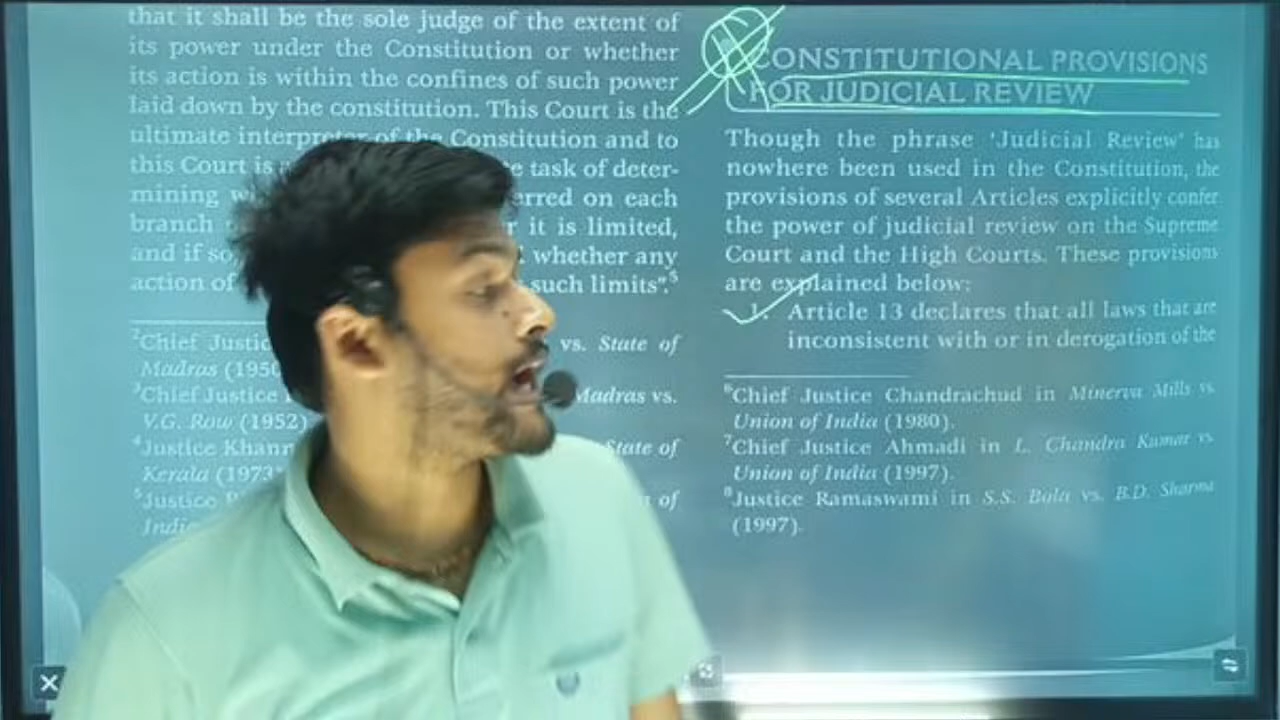 that it shall be the sole judge of the extent of
its power under the Constitution or whether
its action is within the confines of such power
laid down by the constitution. This Court is the
ultimate interpreter of the Constitution and to
this Court is e task of deter-
mining erred on each
branch r it is limited,
and if so whether any
action of such limits”.⁵
²Chief Justic vs. State of
Madras (1950
³Chief Justice Madras vs.
V.G. Row (1952)
⁴Justice Khann State of
Kerala (1973
⁵Justice of
India
CONSTITUTIONAL PROVISIONS
FOR JUDICIAL REVIEW
Though the phrase ‘Judicial Review’ has
nowhere been used in the Constitution, the
provisions of several Articles explicitly confer
the power of judicial review on the Supreme
Court and the High Courts. These provisions
are explained below:
1. Article 13 declares that all laws that are
inconsistent with or in derogation of the
⁶Chief Justice Chandrachud in Minerva Mills vs.
Union of India (1980).
⁷Chief Justice Ahmadi in L. Chandra Kumar vs.
Union of India (1997).
⁸Justice Ramaswami in S.S. Bola vs. B.D. Sharma
(1997).